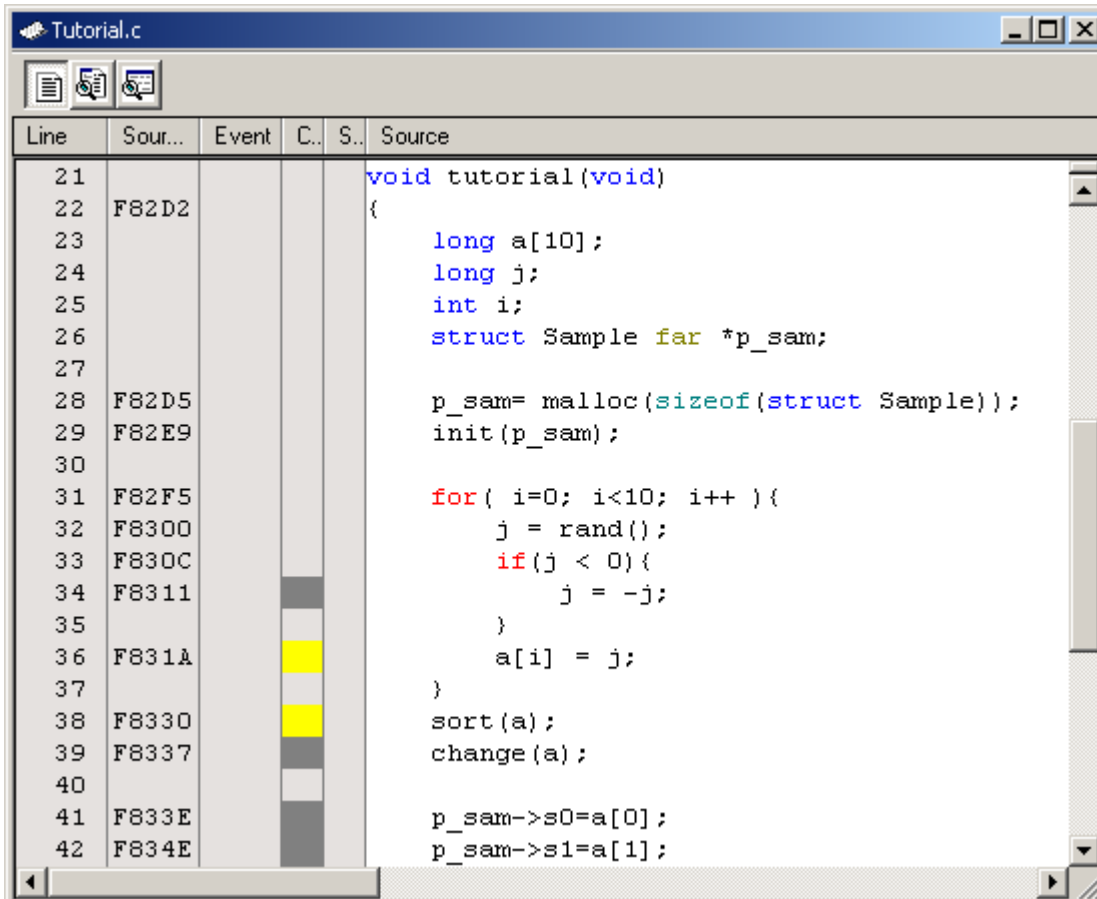 Tutorial.c
Line Sour... Event C.. S.. Source
21 void tutorial(void)
22 F82D2 {
23 long a[10];
24 long j;
25 int i;
26 struct Sample far *p_sam;
27
28 F82D5 p_sam= malloc(sizeof(struct Sample));
29 F82E9 init(p_sam);
30
31 F82F5 for( i=0; i<10; i++ ){
32 F8300 j = rand();
33 F830C if(j < 0){
34 F8311 j = -j;
35 }
36 F831A a[i] = j;
37 }
38 F8330 sort(a);
39 F8337 change(a);
40
41 F833E p_sam->s0=a[0];
42 F834E p_sam->s1=a[1];